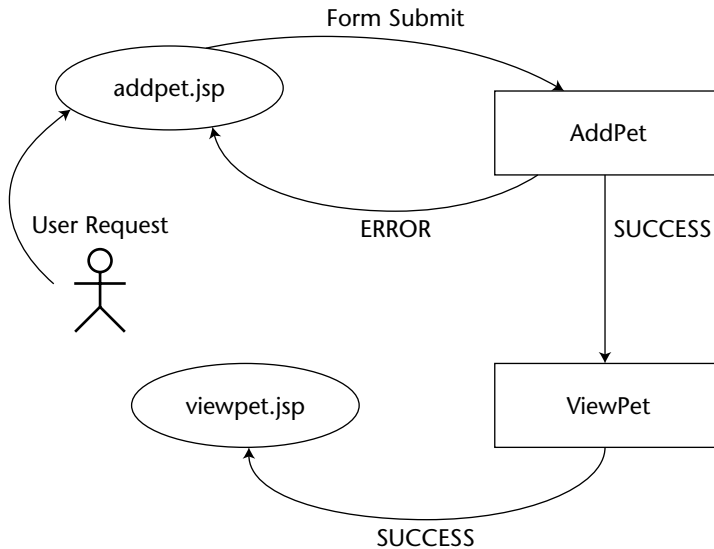 Form Submit
addpet.jsp
AddPet
User Request
ERROR
SUCCESS
viewpet.jsp
ViewPet
SUCCESS